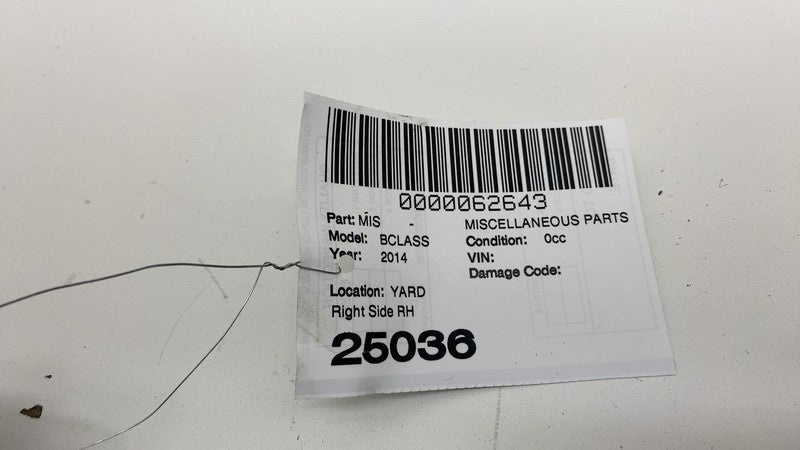 0000062643
Part: MIS - MISCELLANEOUS PARTS
Model: BCLASS Condition: 0cc
Year: 2014 VIN:
Damage Code:
Location: YARD
Right Side RH
25036